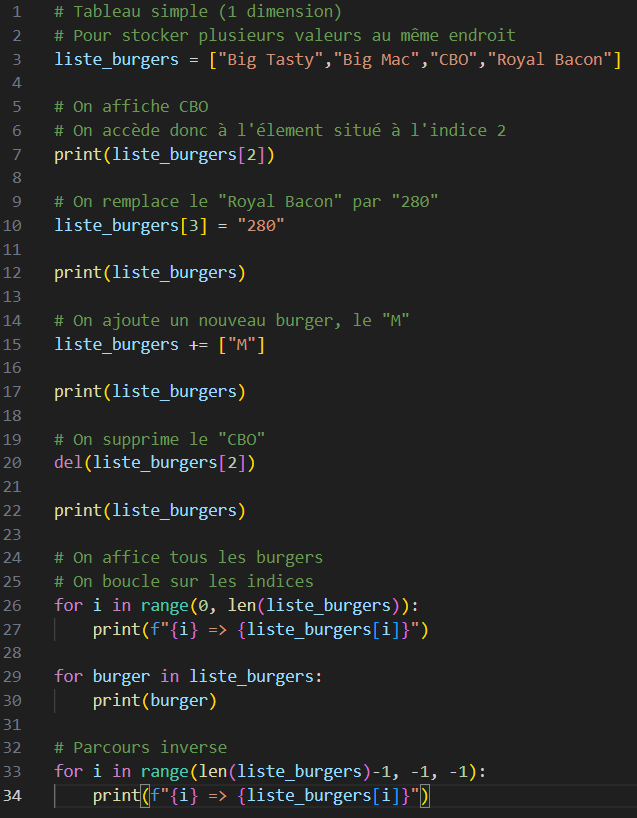 1 # Tableau simple (1 dimension)
2 # Pour stocker plusieurs valeurs au même endroit
3 liste_burgers = ["Big Tasty","Big Mac","CBO","Royal Bacon"]
4
5 # On affiche CBO
6 # On accède donc à l'élement situé à l'indice 2
7 print(liste_burgers[2])
8
9 # On remplace le "Royal Bacon" par "280"
10 liste_burgers[3] = "280"
11
12 print(liste_burgers)
13
14 # On ajoute un nouveau burger, le "M"
15 liste_burgers += ["M"]
16
17 print(liste_burgers)
18
19 # On supprime le "CBO"
20 del(liste_burgers[2])
21
22 print(liste_burgers)
23
24 # On affice tous les burgers
25 # On boucle sur les indices
26 for i in range(0, len(liste_burgers)):
27     print(f"{i} => {liste_burgers[i]}")
28
29 for burger in liste_burgers:
30     print(burger)
31
32 # Parcours inverse
33 for i in range(len(liste_burgers)-1, -1, -1):
34     print(f"{i} => {liste_burgers[i]}")